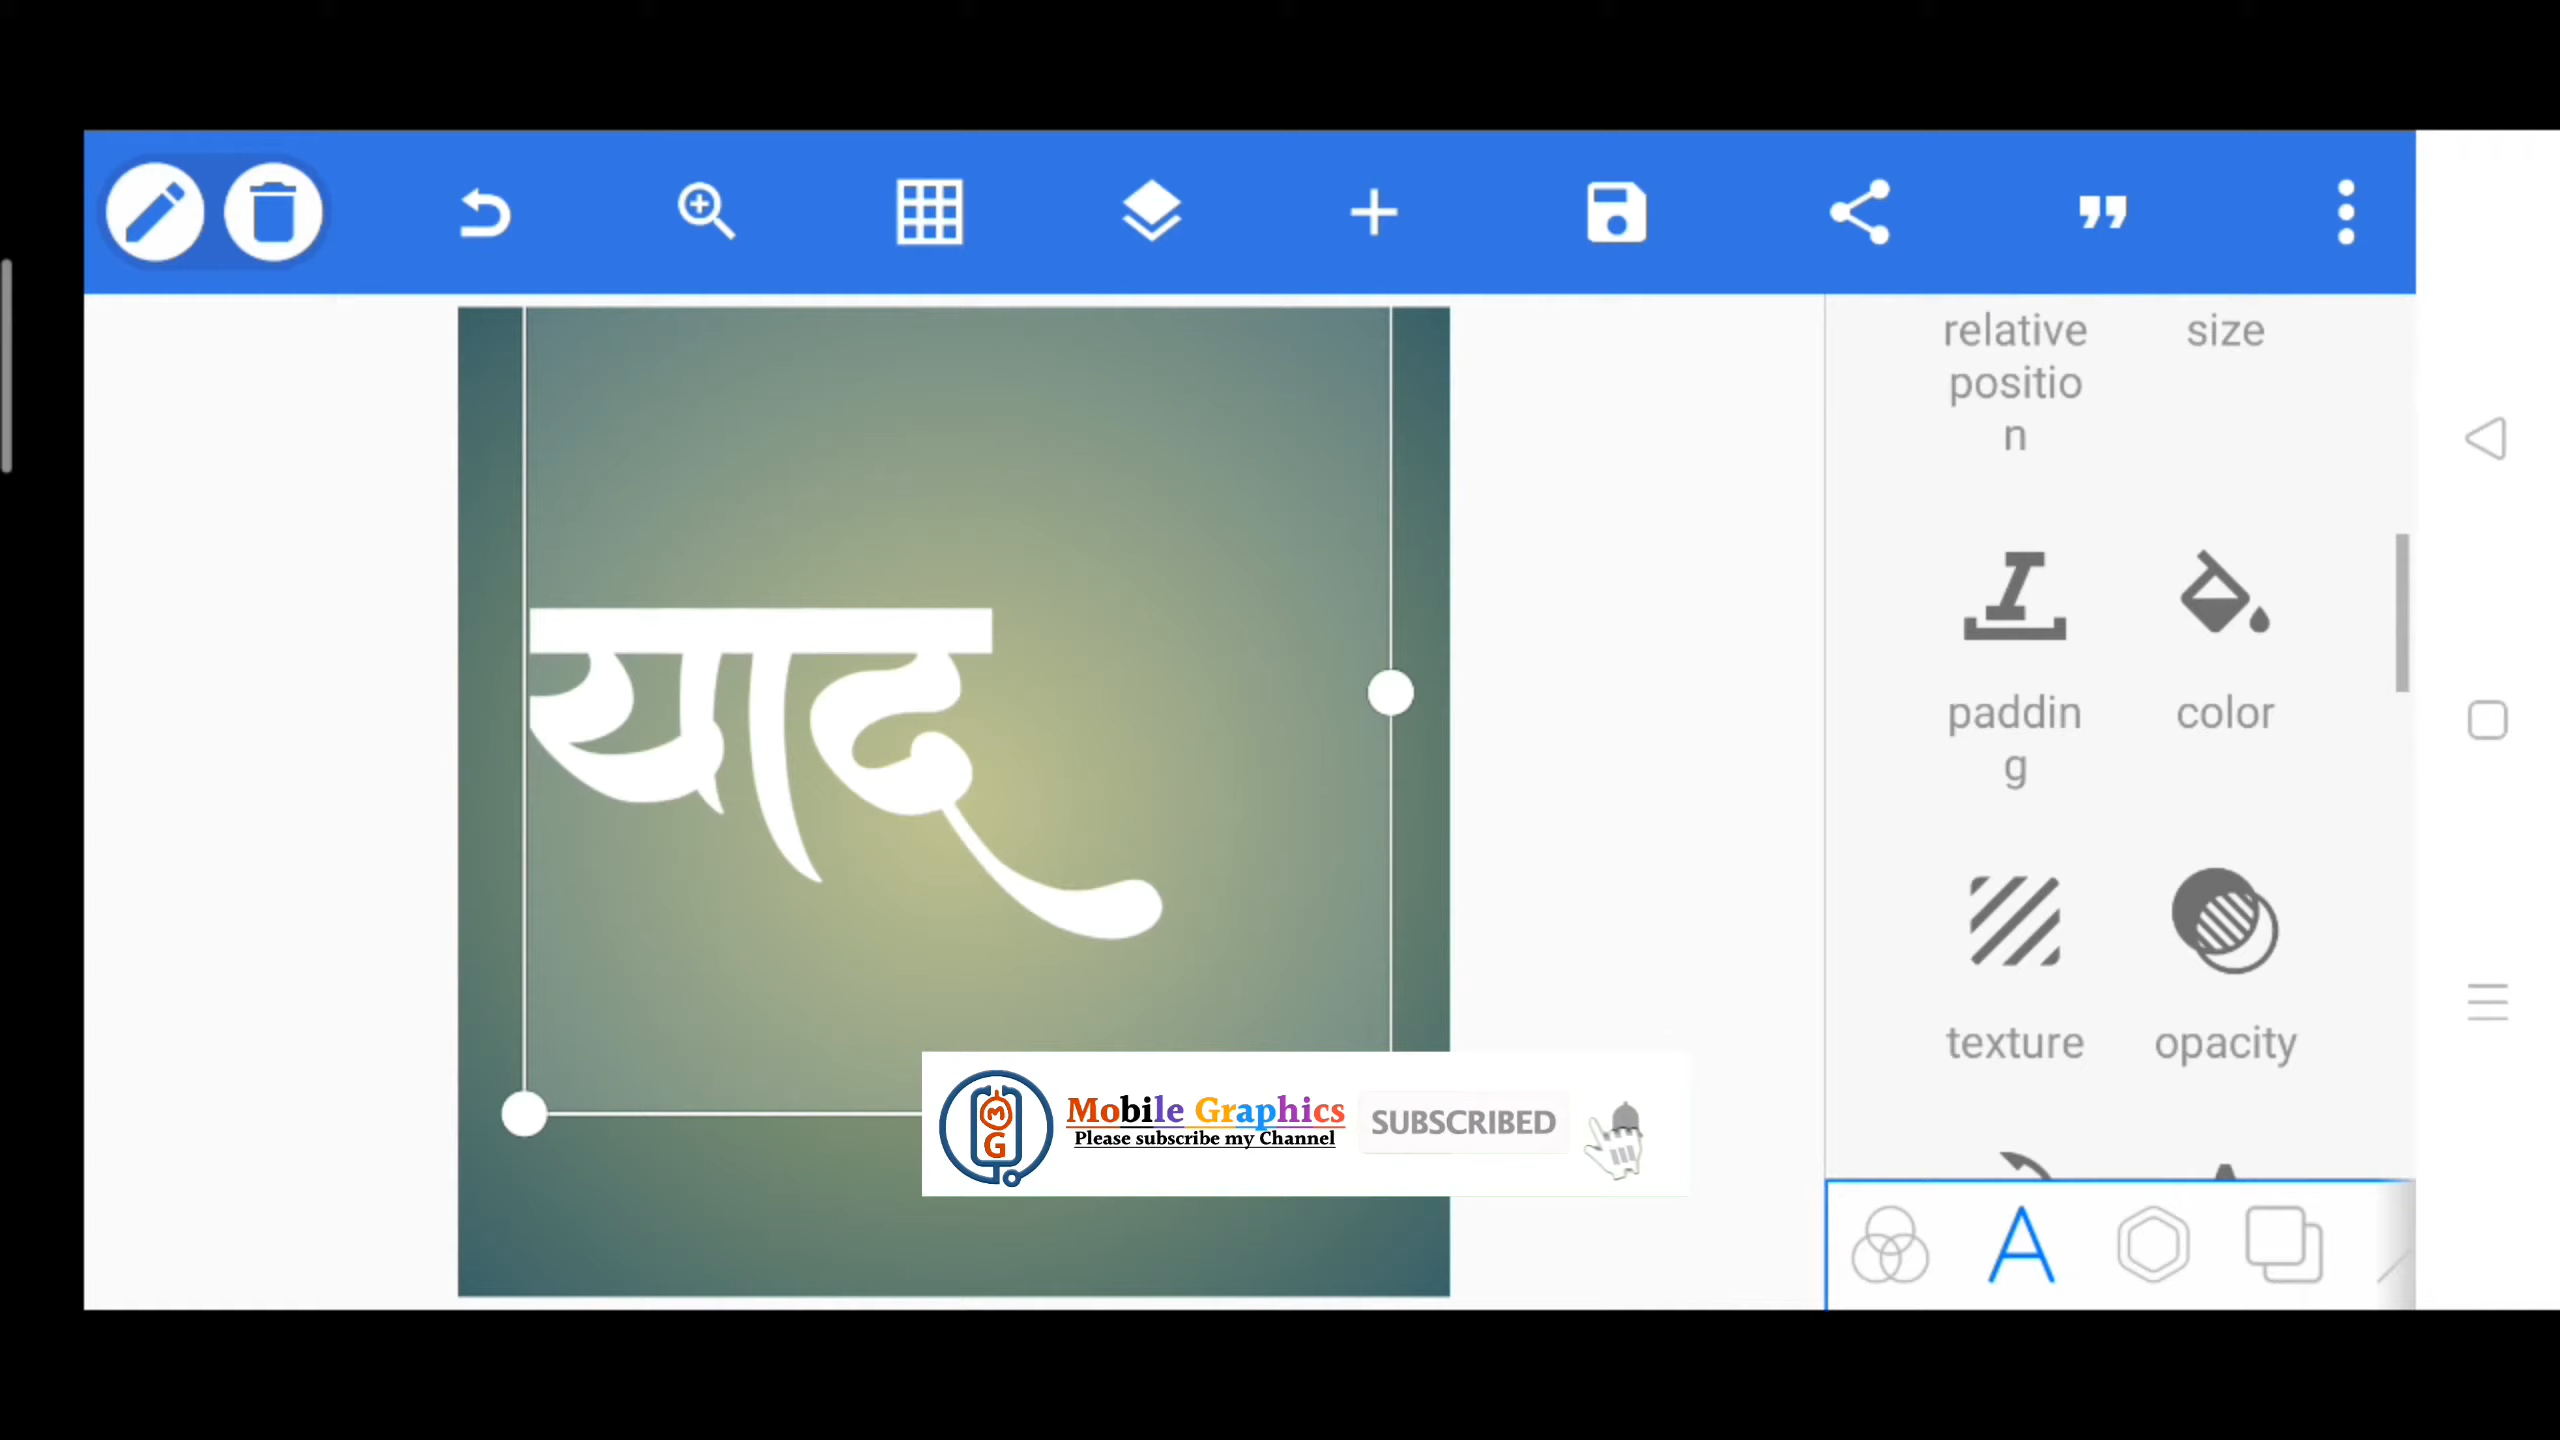 relative
positio
n
size
याद
paddin
g
color
texture
opacity
M
G
Mobile Graphics
Please subscribe my Channel
SUBSCRIBED